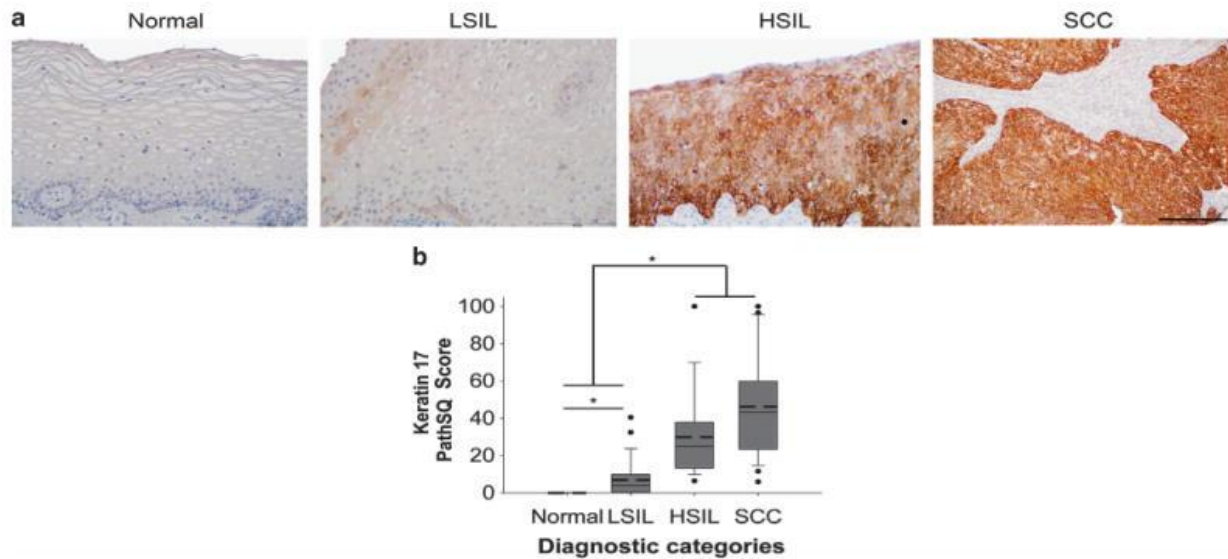 a
Normal LSIL HSIL SCC
b
*
*
100
80
60
40
20
0
Keratin 17
PathSQ Score
Normal LSIL HSIL SCC
Diagnostic categories